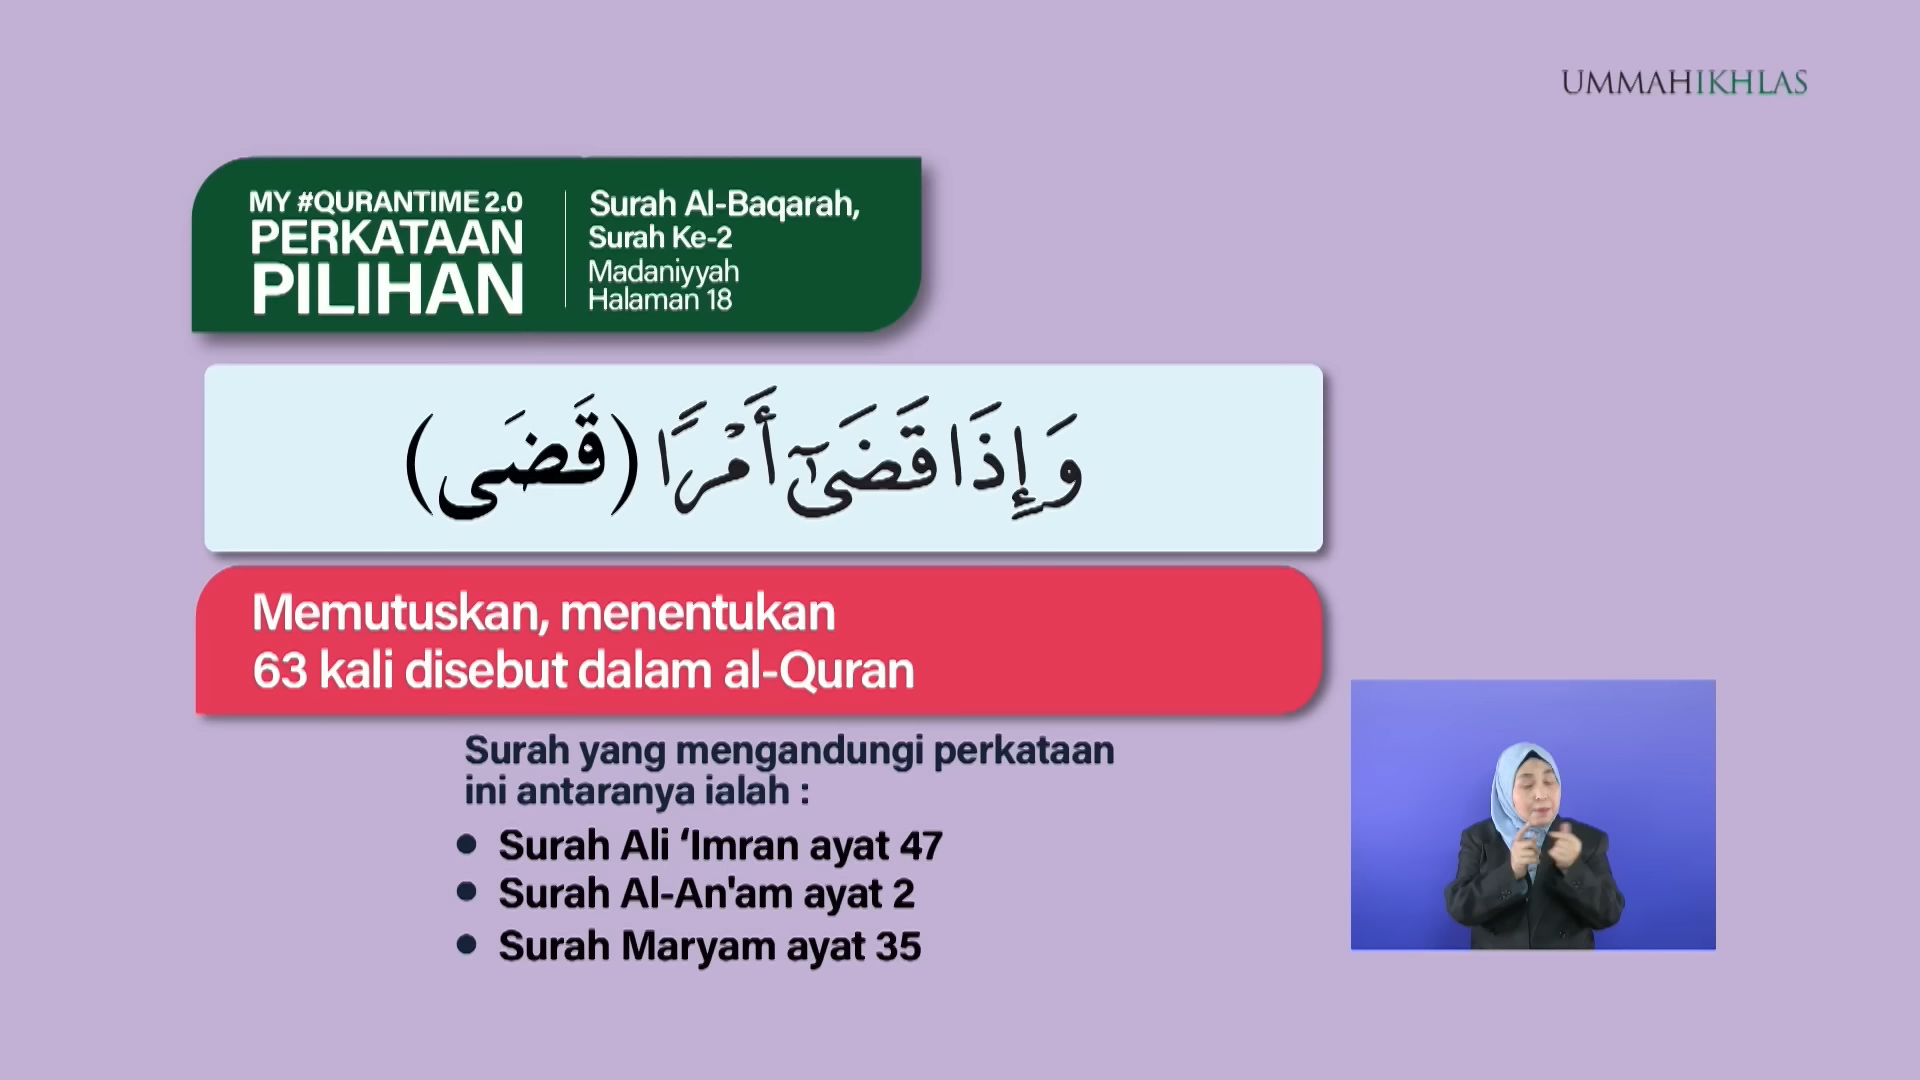 UMMAHIKHLAS
MY #QURANTIME 2.0
PERKATAAN
PILIHAN
Surah Al-Baqarah,
Surah Ke-2
Madaniyyah
Halaman 18
وَإِذَا قَضَىٰٓ أَمْرًا (قَضَى)
Memutuskan, menentukan
63 kali disebut dalam al-Quran
Surah yang mengandungi perkataan
ini antaranya ialah :
• Surah Ali ‘Imran ayat 47
• Surah Al-An'am ayat 2
• Surah Maryam ayat 35